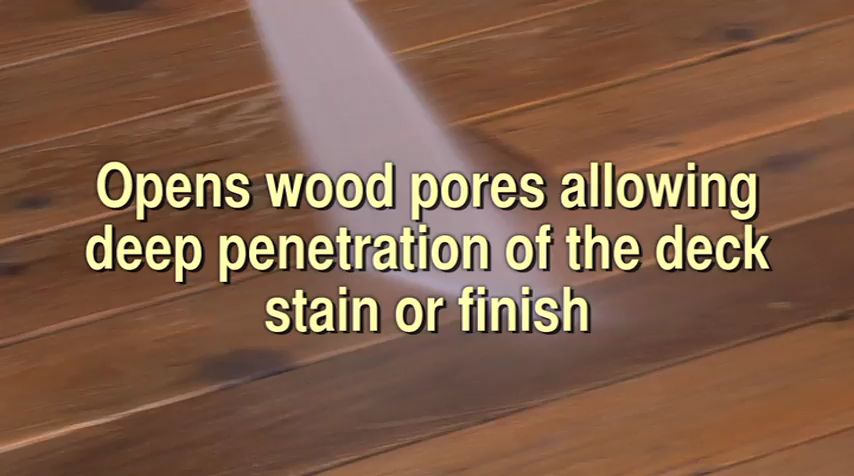 Opens wood pores allowing
deep penetration of the deck
stain or finish